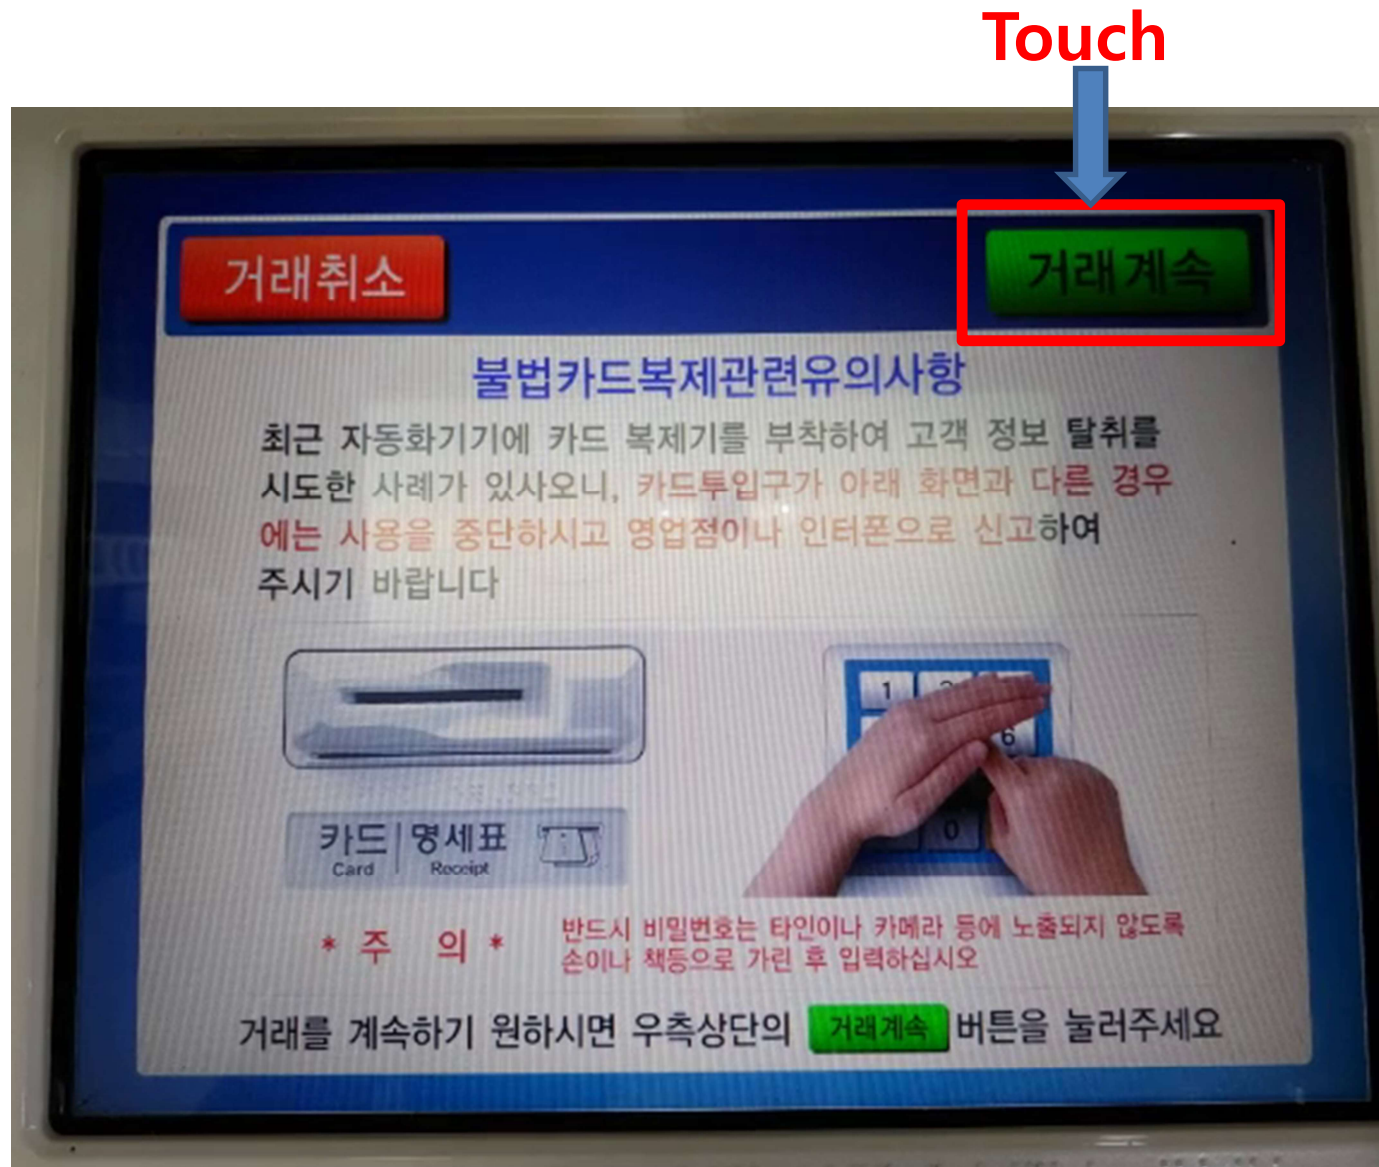 Touch
거래취소
거래계속
불법카드복제관련유의사항
최근 자동화기기에 카드 복제기를 부착하여 고객 정보 탈취를
시도한 사례가 있사오니, 카드투입구가 아래 화면과 다른 경우
에는 사용을 중단하시고 영업점이나 인터폰으로 신고하여
주시기 바랍니다
1
6
0
카드 명세표
Card Receipt
* 주 의 *
반드시 비밀번호는 타인이나 카메라 등에 노출되지 않도록
손이나 책등으로 가린 후 입력하십시오
거래를 계속하기 원하시면 우측상단의 거래계속 버튼을 눌러주세요